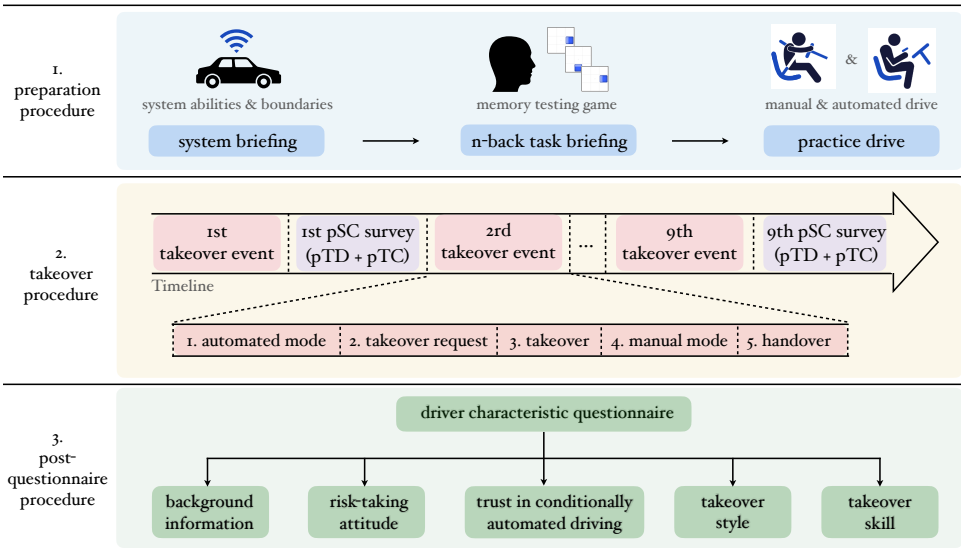 1.
preparation
procedure
system abilities & boundaries
memory testing game
&
manual & automated drive
system briefing
n-back task briefing
practice drive
2.
takeover
procedure
1st
takeover event
1st pSC survey
(pTD + pTC)
2rd
takeover event
...
9th
takeover event
9th pSC survey
(pTD + pTC)
Timeline
1. automated mode
2. takeover request
3. takeover
4. manual mode
5. handover
3.
post-
questionnaire
procedure
driver characteristic questionnaire
background
information
risk-taking
attitude
trust in conditionally
automated driving
takeover
style
takeover
skill